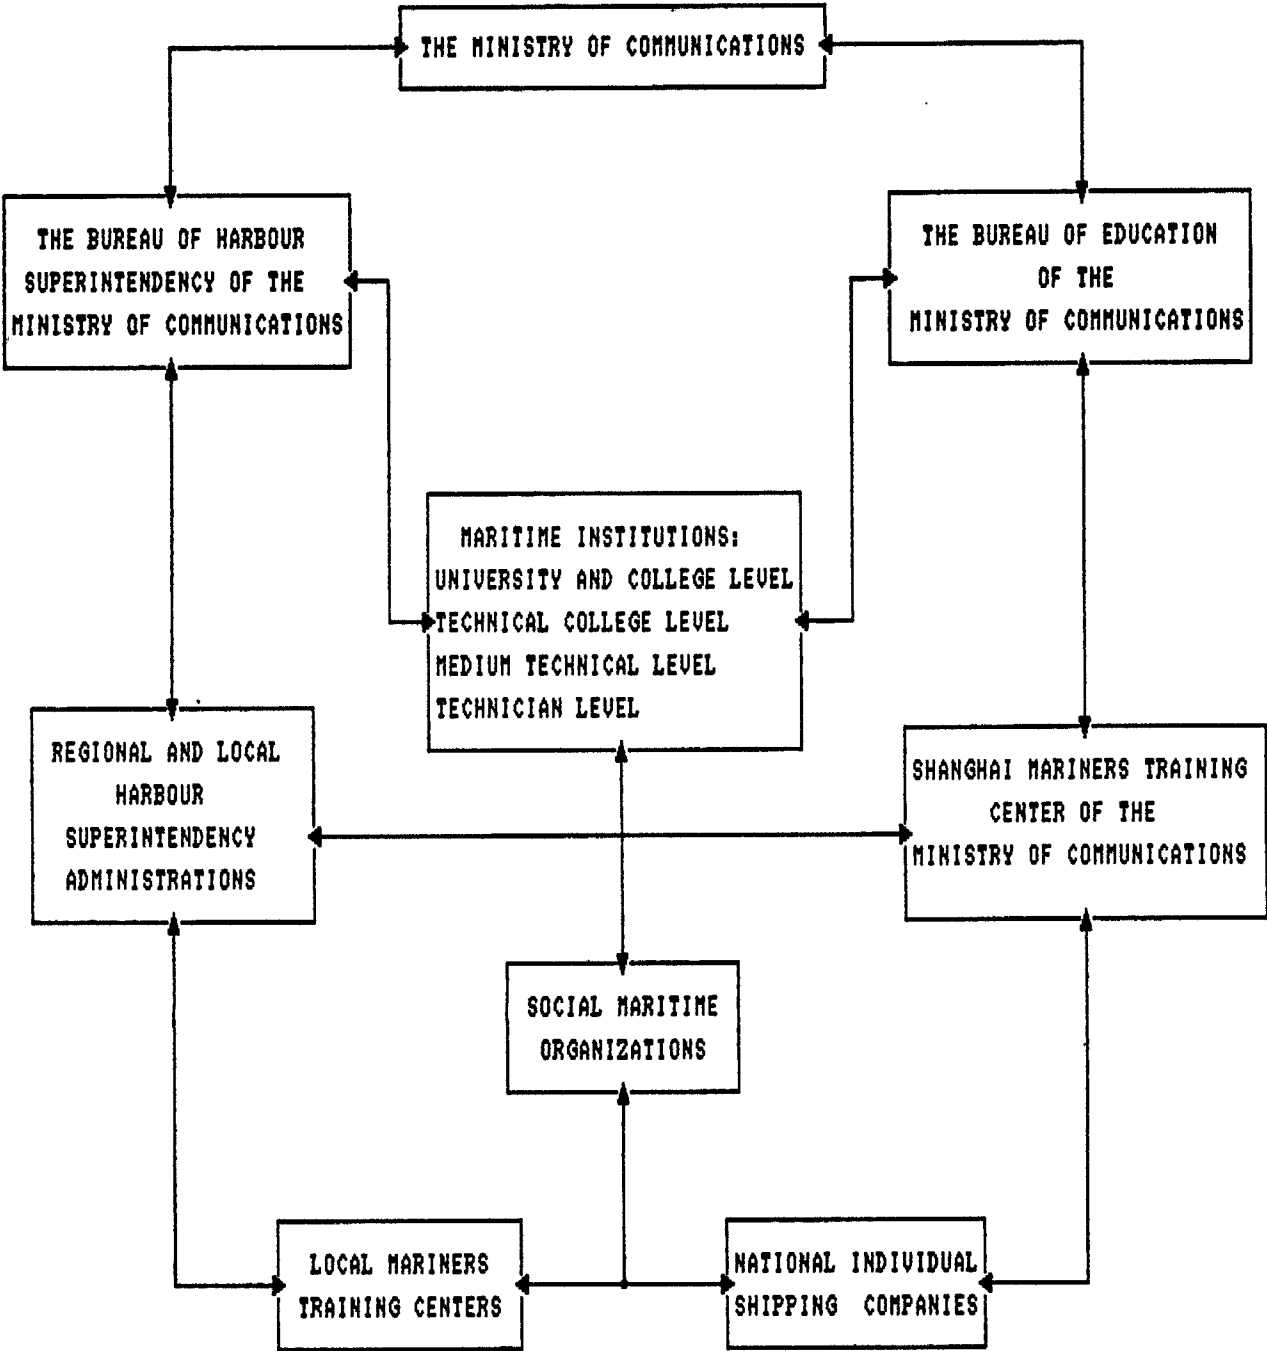 THE MINISTRY OF COMMUNICATIONS
THE BUREAU OF HARBOUR
SUPERINTENDENCY OF THE
MINISTRY OF COMMUNICATIONS
THE BUREAU OF EDUCATION
OF THE
MINISTRY OF COMMUNICATIONS
MARITIME INSTITUTIONS:
UNIVERSITY AND COLLEGE LEVEL
TECHNICAL COLLEGE LEVEL
MEDIUM TECHNICAL LEVEL
TECHNICIAN LEVEL
REGIONAL AND LOCAL
HARBOUR
SUPERINTENDENCY
ADMINISTRATIONS
SHANGHAI MARINERS TRAINING
CENTER OF THE
MINISTRY OF COMMUNICATIONS
SOCIAL MARITIME
ORGANIZATIONS
LOCAL MARINERS
TRAINING CENTERS
NATIONAL INDIVIDUAL
SHIPPING COMPANIES